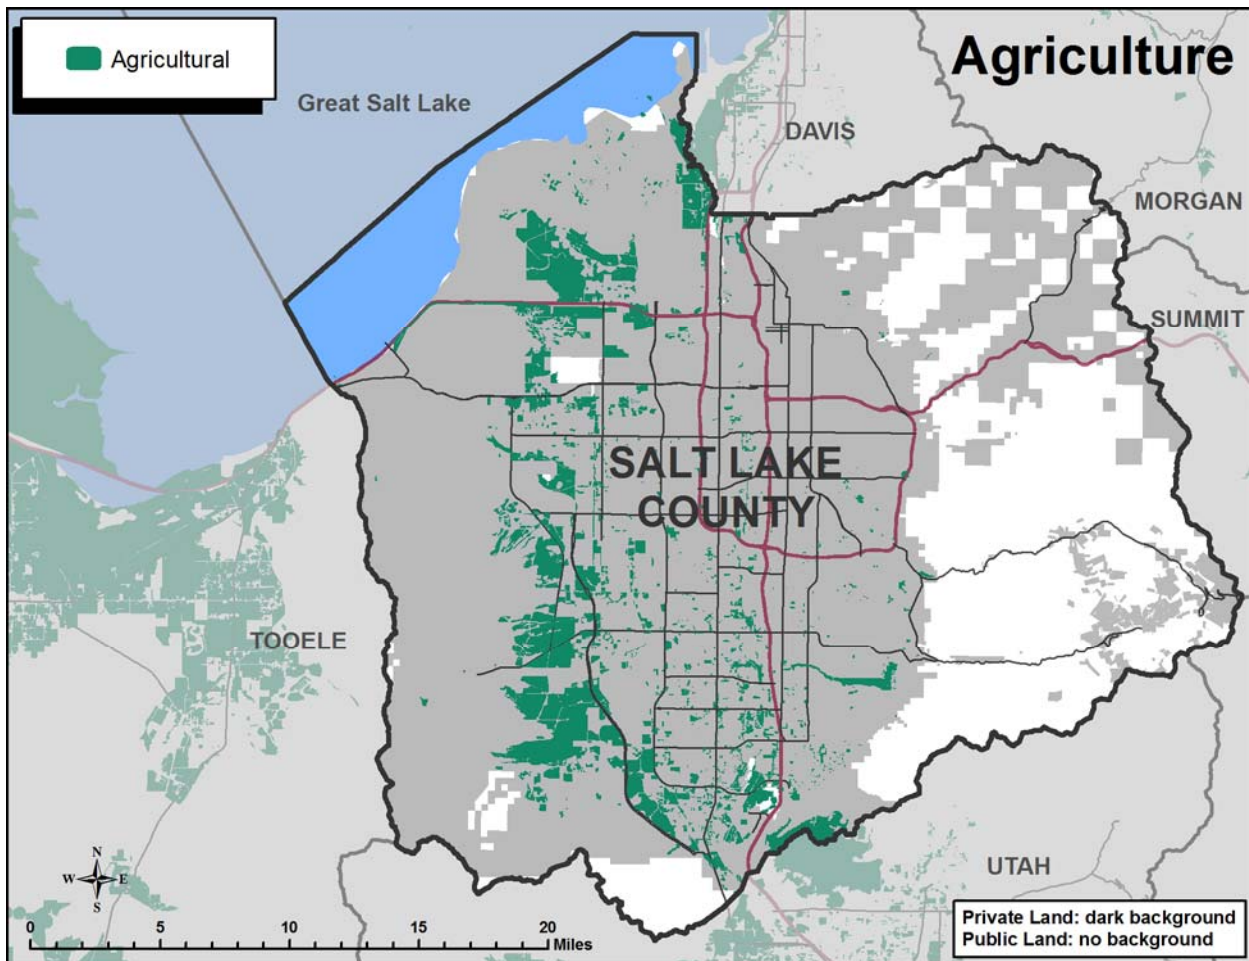 Agricultural
Agriculture
Great Salt Lake
DAVIS
MORGAN
SUMMIT
SALT LAKE
COUNTY
TOOELE
UTAH
N
W E
S
0 5 10 15 20
Miles
Private Land: dark background
Public Land: no background